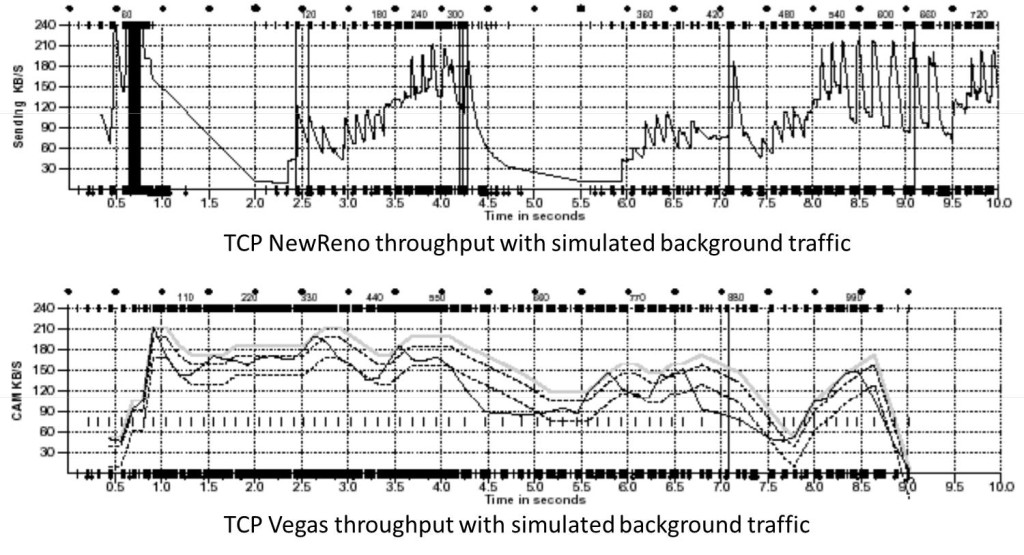 60 120 180 240 300 360 420 480 540 600 660 720
240
210
180
150
120
90
60
30
Sending KB/S
0.5 1.0 1.5 2.0 2.5 3.0 3.5 4.0 4.5 5.0 5.5 6.0 6.5 7.0 7.5 8.0 8.5 9.0 9.5 10.0
Time in seconds
TCP NewReno throughput with simulated background traffic
110 220 330 440 550 660 770 880 990
240
210
180
150
120
90
60
30
CAM KB/S
0.5 1.0 1.5 2.0 2.5 3.0 3.5 4.0 4.5 5.0 5.5 6.0 6.5 7.0 7.5 8.0 8.5 9.0 9.5 10.0
Time in seconds
TCP Vegas throughput with simulated background traffic